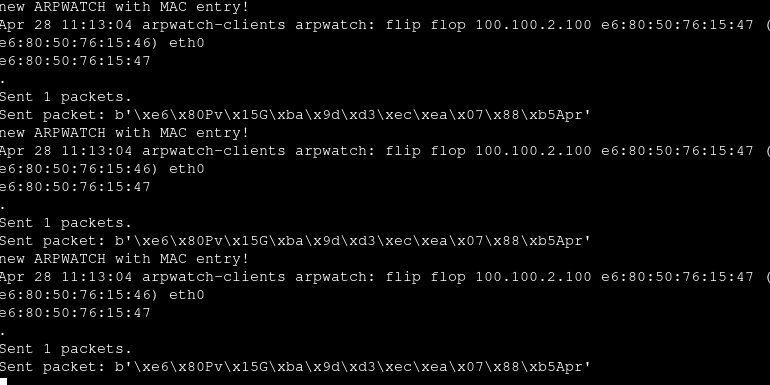 new ARPWATCH with MAC entry!
Apr 28 11:13:04 arpwatch-clients arpwatch: flip flop 100.100.2.100 e6:80:50:76:15:47 (
e6:80:50:76:15:46) eth0
e6:80:50:76:15:47
.
Sent 1 packets.
Sent packet: b'\xe6\x80Pv\x15G\xba\x9d\xd3\xec\xea\x07\x88\xb5Apr'
new ARPWATCH with MAC entry!
Apr 28 11:13:04 arpwatch-clients arpwatch: flip flop 100.100.2.100 e6:80:50:76:15:47 (
e6:80:50:76:15:46) eth0
e6:80:50:76:15:47
.
Sent 1 packets.
Sent packet: b'\xe6\x80Pv\x15G\xba\x9d\xd3\xec\xea\x07\x88\xb5Apr'
new ARPWATCH with MAC entry!
Apr 28 11:13:04 arpwatch-clients arpwatch: flip flop 100.100.2.100 e6:80:50:76:15:47 (
e6:80:50:76:15:46) eth0
e6:80:50:76:15:47
.
Sent 1 packets.
Sent packet: b'\xe6\x80Pv\x15G\xba\x9d\xd3\xec\xea\x07\x88\xb5Apr'